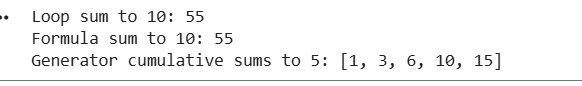 Loop sum to 10: 55
Formula sum to 10: 55
Generator cumulative sums to 5: [1, 3, 6, 10, 15]